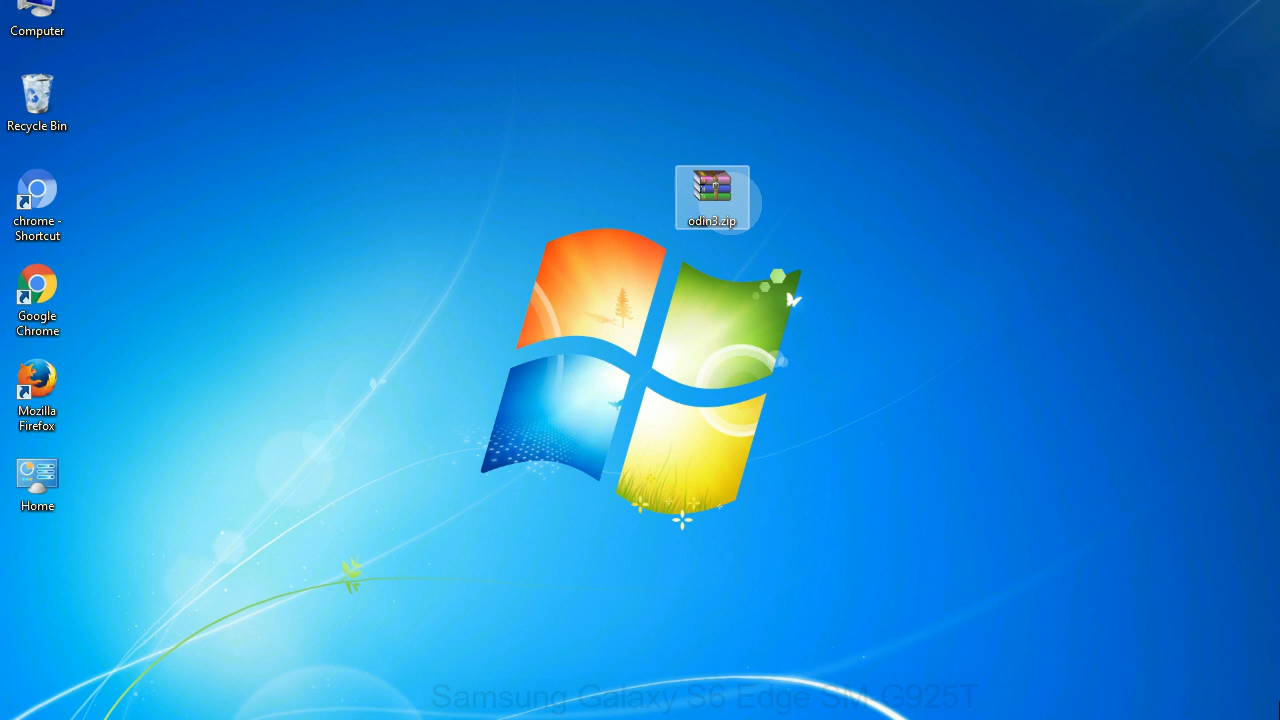 Computer
Recycle Bin
chrome -
Shortcut
Google
Chrome
Mozilla
Firefox
Home
odin3.zip
Samsung Galaxy S6 Edge SM-G925T